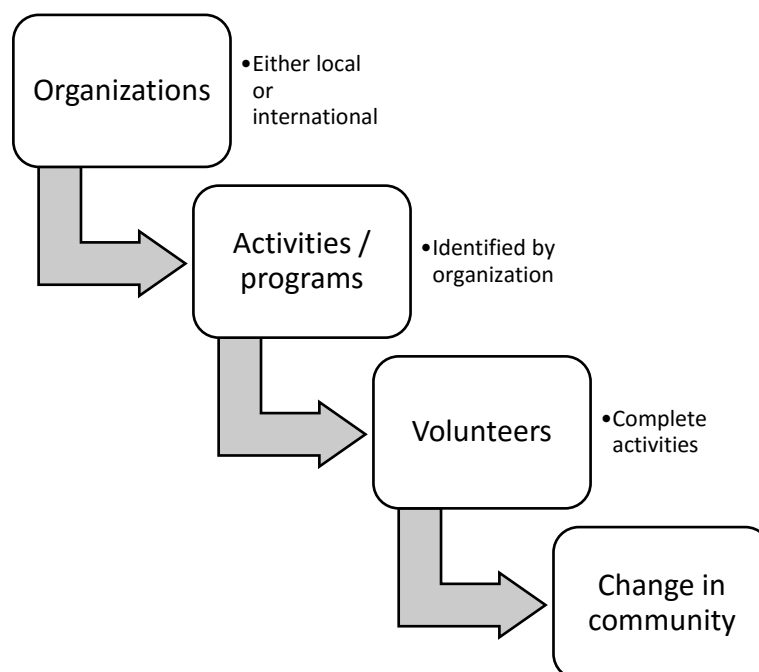 Organizations
•Either local
or
international
Activities /
programs
•Identified by
organization
Volunteers
•Complete
activities
Change in
community